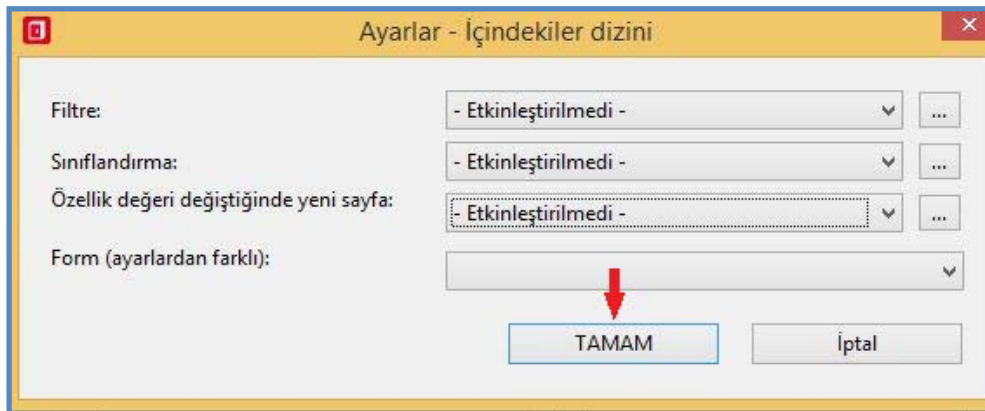 Ayarlar - İçindekiler dizini
Filtre: - Etkinleştirilmedi - ...
Sınıflandırma: - Etkinleştirilmedi - ...
Özellik değeri değiştiğinde yeni sayfa: - Etkinleştirilmedi - ...
Form (ayarlardan farklı):
TAMAM İptal